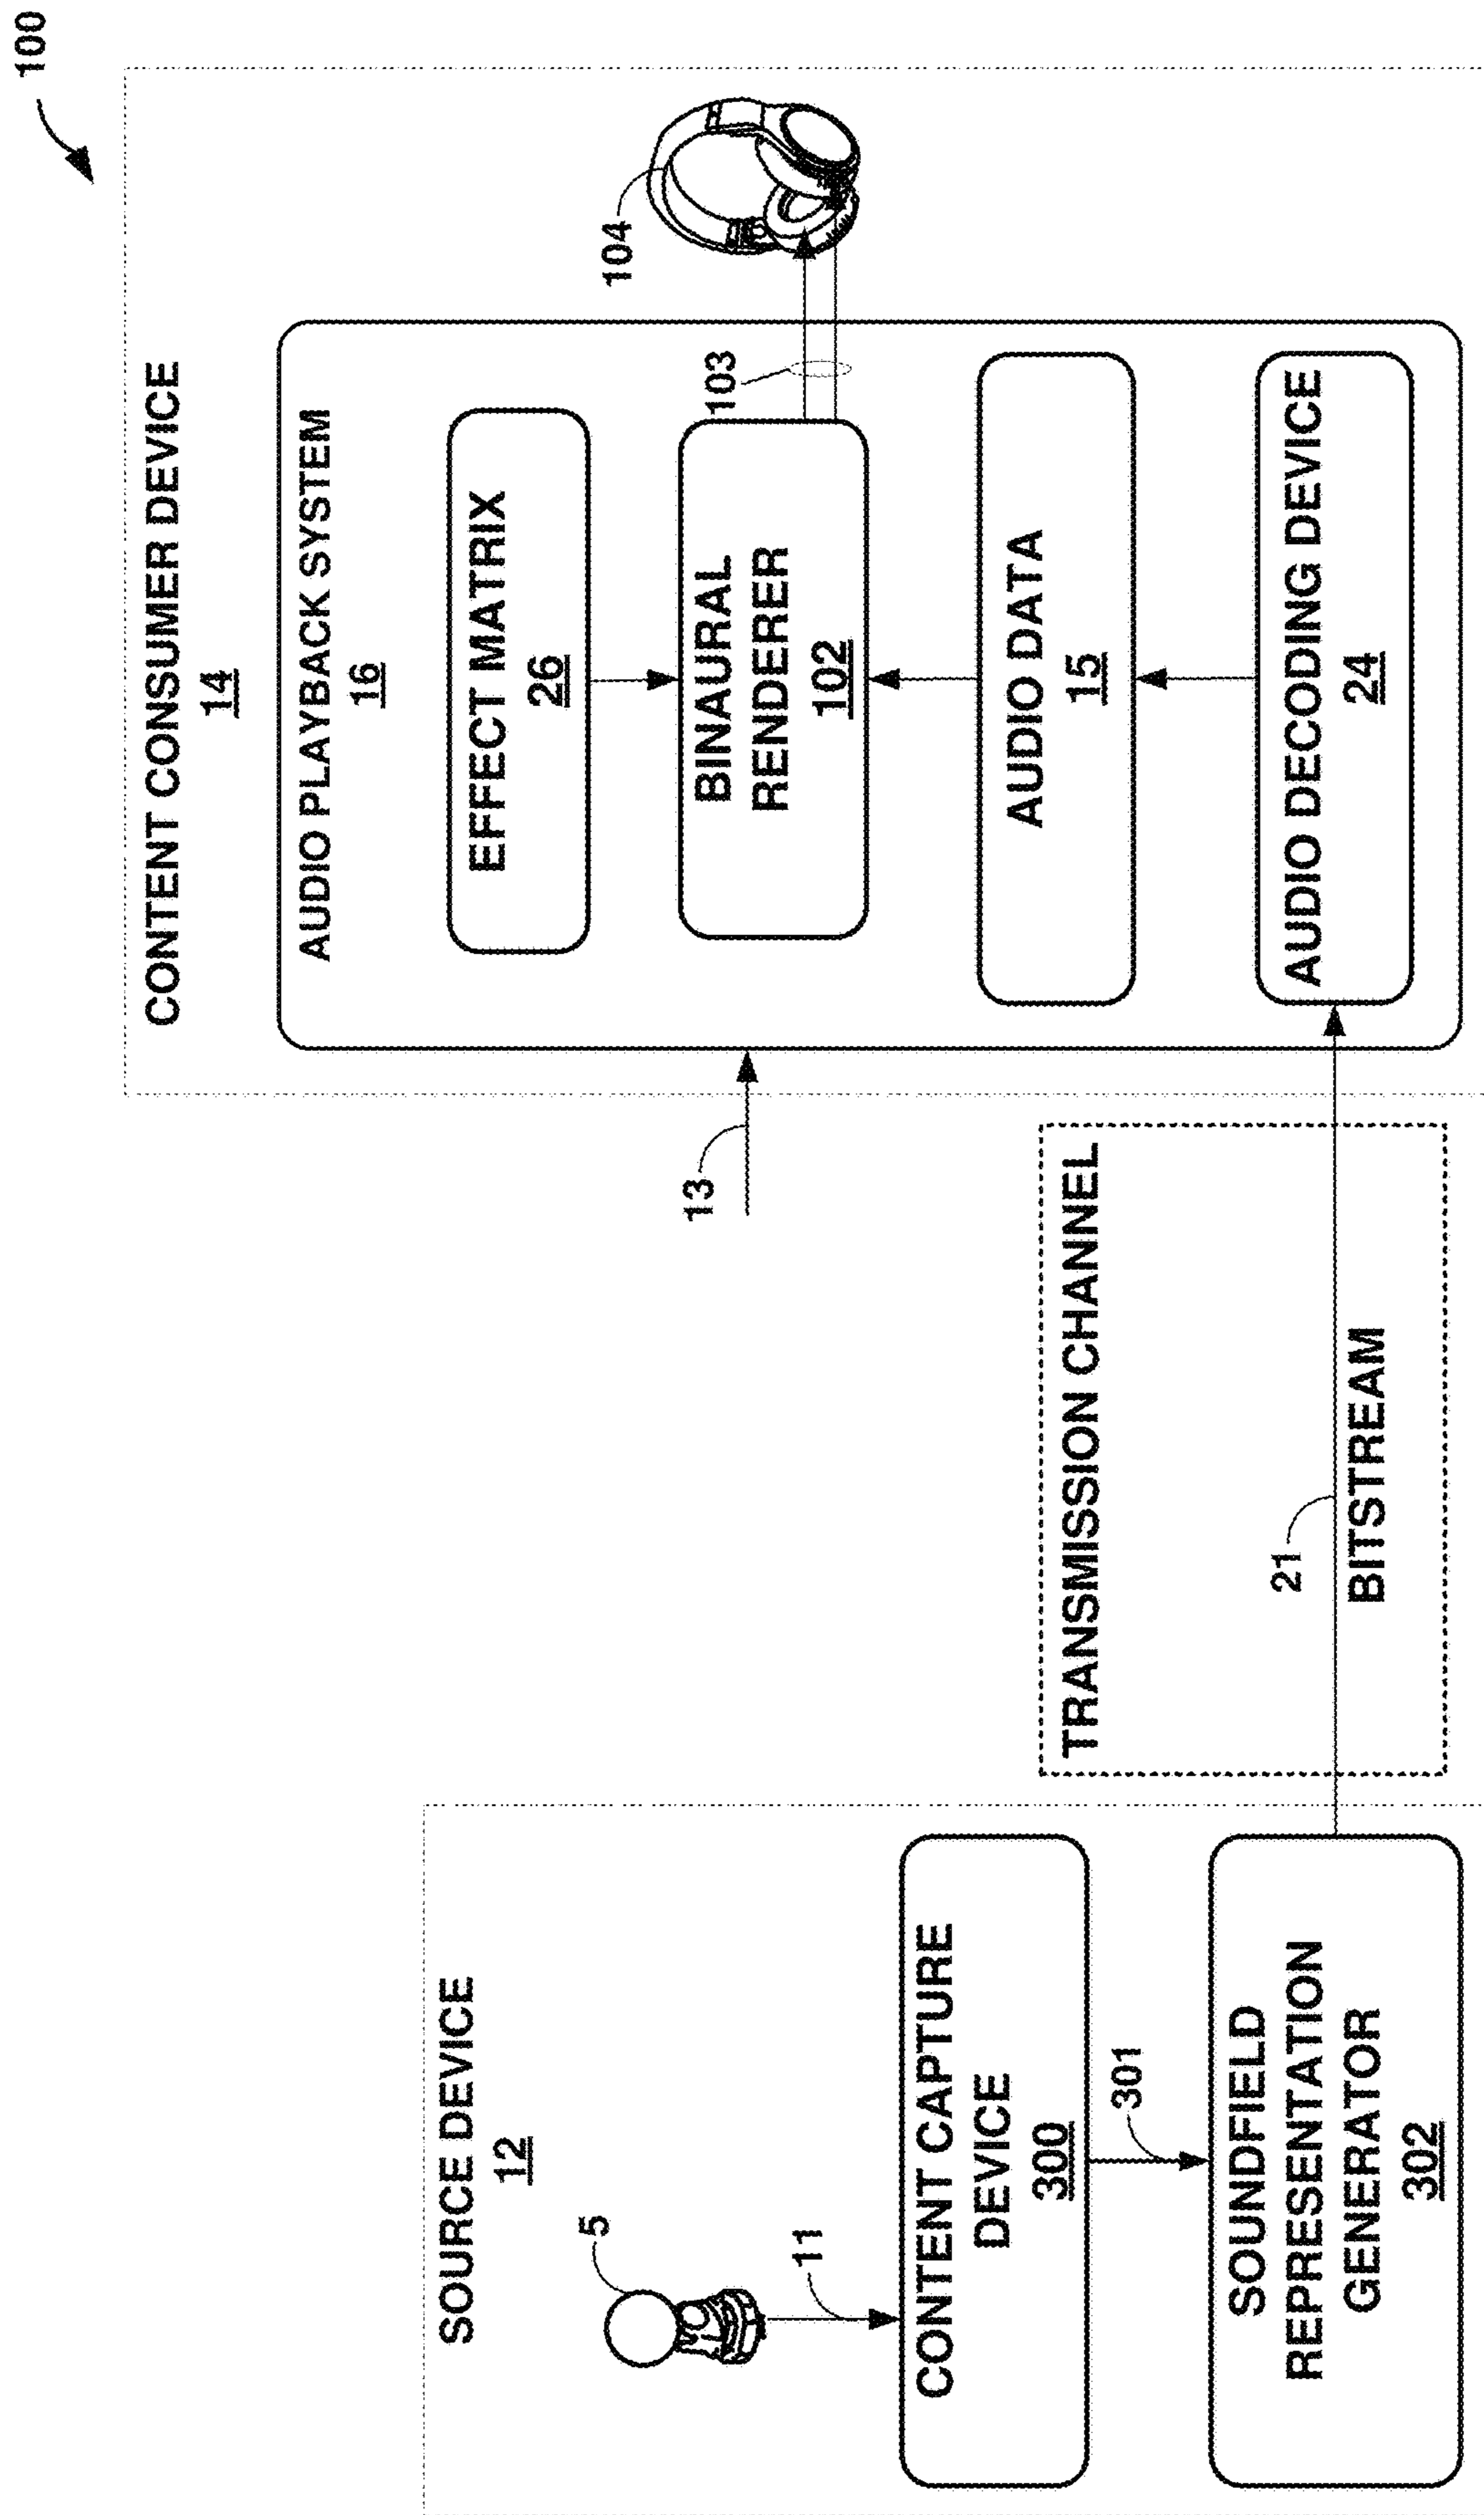 100
SOURCE DEVICE
12
5
11
CONTENT CAPTURE
DEVICE
300
301
SOUNDFIELD
REPRESENTATION
GENERATOR
302
TRANSMISSION CHANNEL
21
BITSTREAM
13
CONTENT CONSUMER DEVICE
14
AUDIO PLAYBACK SYSTEM
16
EFFECT MATRIX
26
BINAURAL
RENDERER
102
103
104
AUDIO DATA
15
AUDIO DECODING DEVICE
24